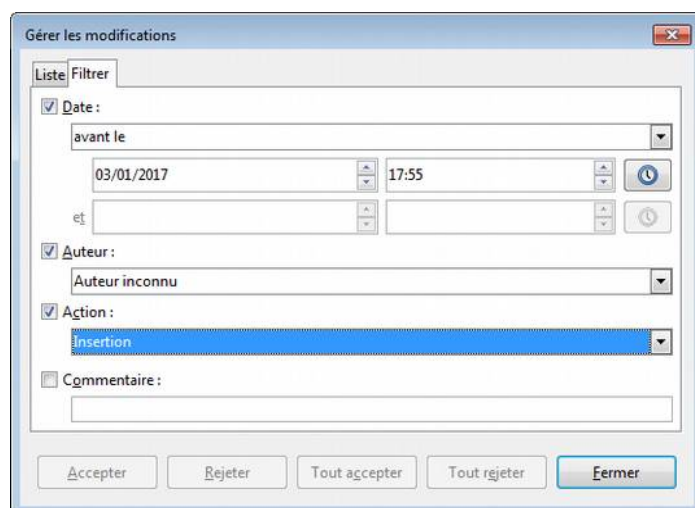 Gérer les modifications
Liste Filtrer
Date :
avant le
03/01/2017 17:55
et
Auteur :
Auteur inconnu
Action :
Insertion
Commentaire :
Accepter Rejeter Tout accepter Tout rejeter Fermer